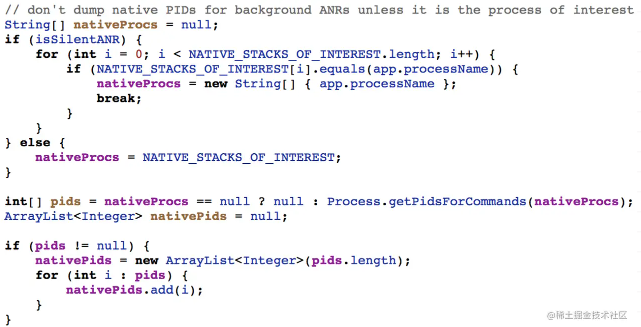 // don't dump native PIDs for background ANRs unless it is the process of interest
String[] nativeProcs = null;
if (isSilentANR) {
    for (int i = 0; i < NATIVE_STACKS_OF_INTEREST.length; i++) {
        if (NATIVE_STACKS_OF_INTEREST[i].equals(app.processName)) {
            nativeProcs = new String[] { app.processName };
            break;
        }
    }
} else {
    nativeProcs = NATIVE_STACKS_OF_INTEREST;
}

int[] pids = nativeProcs == null ? null : Process.getPidsForCommands(nativeProcs);
ArrayList<Integer> nativePids = null;

if (pids != null) {
    nativePids = new ArrayList<Integer>(pids.length);
    for (int i : pids) {
        nativePids.add(i);
    }
}
@稀土掘金技术社区